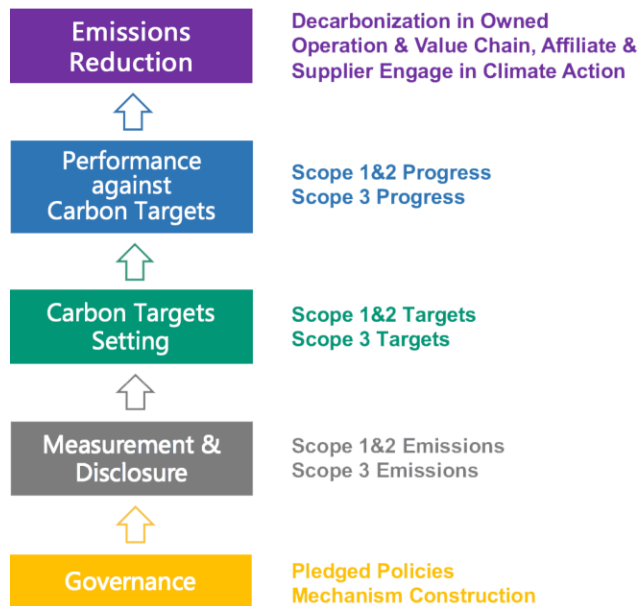 Emissions
Reduction
Decarbonization in Owned
Operation & Value Chain, Affiliate &
Supplier Engage in Climate Action
Performance
against
Carbon Targets
Scope 1&2 Progress
Scope 3 Progress
Carbon Targets
Setting
Scope 1&2 Targets
Scope 3 Targets
Measurement &
Disclosure
Scope 1&2 Emissions
Scope 3 Emissions
Governance
Pledged Policies
Mechanism Construction